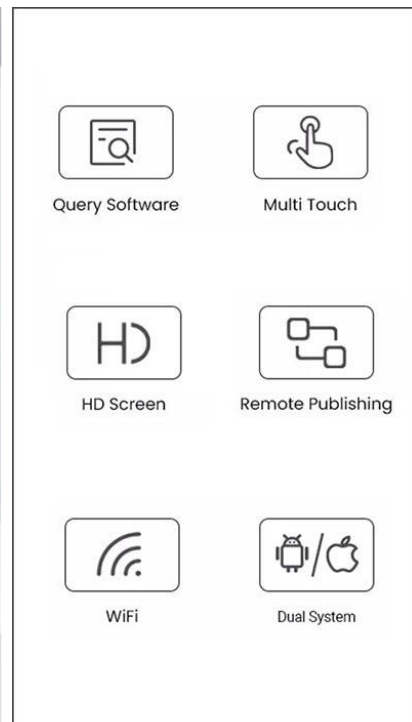 Query Software
Multi Touch
HD
HD Screen
Remote Publishing
WiFi
Dual System